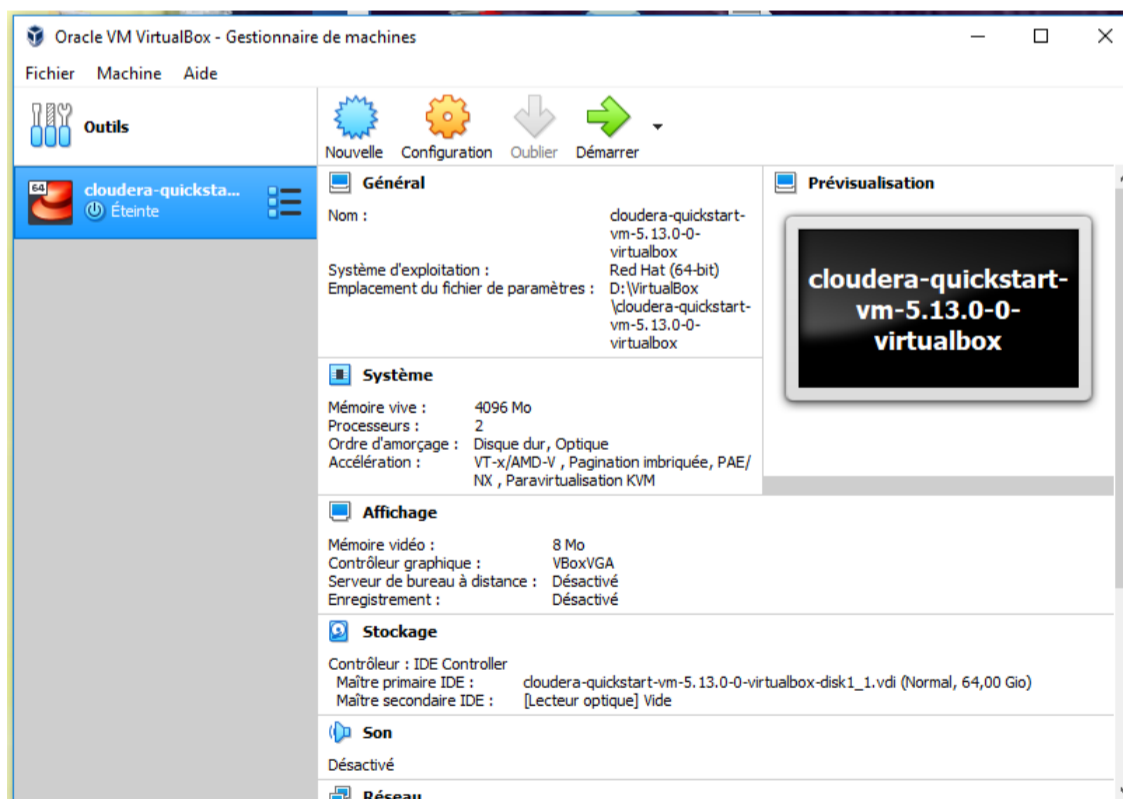 Oracle VM VirtualBox - Gestionnaire de machines
Fichier Machine Aide
Outils
Nouvelle Configuration Oublier Démarrer
64
cloudera-quicksta...
Éteinte
Général
Nom : cloudera-quickstart-
vm-5.13.0-0-
virtualbox
Système d'exploitation : Red Hat (64-bit)
Emplacement du fichier de paramètres : D:\VirtualBox
\cloudera-quickstart-
vm-5.13.0-0-
virtualbox
Prévisualisation
cloudera-quickstart-
vm-5.13.0-0-
virtualbox
Système
Mémoire vive : 4096 Mo
Processeurs : 2
Ordre d'amorçage : Disque dur, Optique
Accélération : VT-x/AMD-V , Pagination imbriquée, PAE/
NX , Paravirtualisation KVM
Affichage
Mémoire vidéo : 8 Mo
Contrôleur graphique : VBoxVGA
Serveur de bureau à distance : Désactivé
Enregistrement : Désactivé
Stockage
Contrôleur : IDE Controller
Maître primaire IDE : cloudera-quickstart-vm-5.13.0-0-virtualbox-disk1_1.vdi (Normal, 64,00 Gio)
Maître secondaire IDE : [Lecteur optique] Vide
Son
Désactivé
Réseau